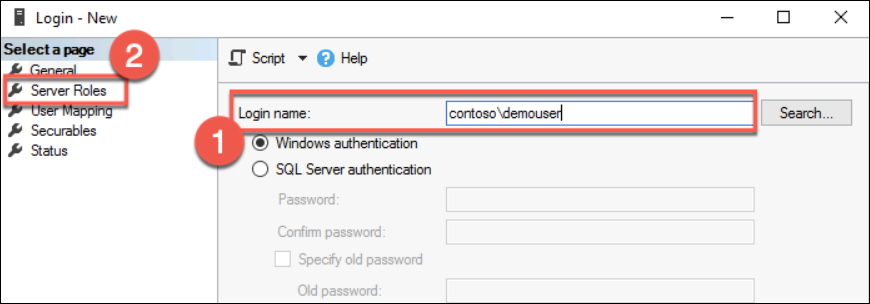 Login - New
Select a page
2
General
Server Roles
User Mapping
Securables
Status
Script ? Help
1
Login name: contoso\demouser Search...
Windows authentication
SQL Server authentication
Password:
Confirm password:
Specify old password
Old password: